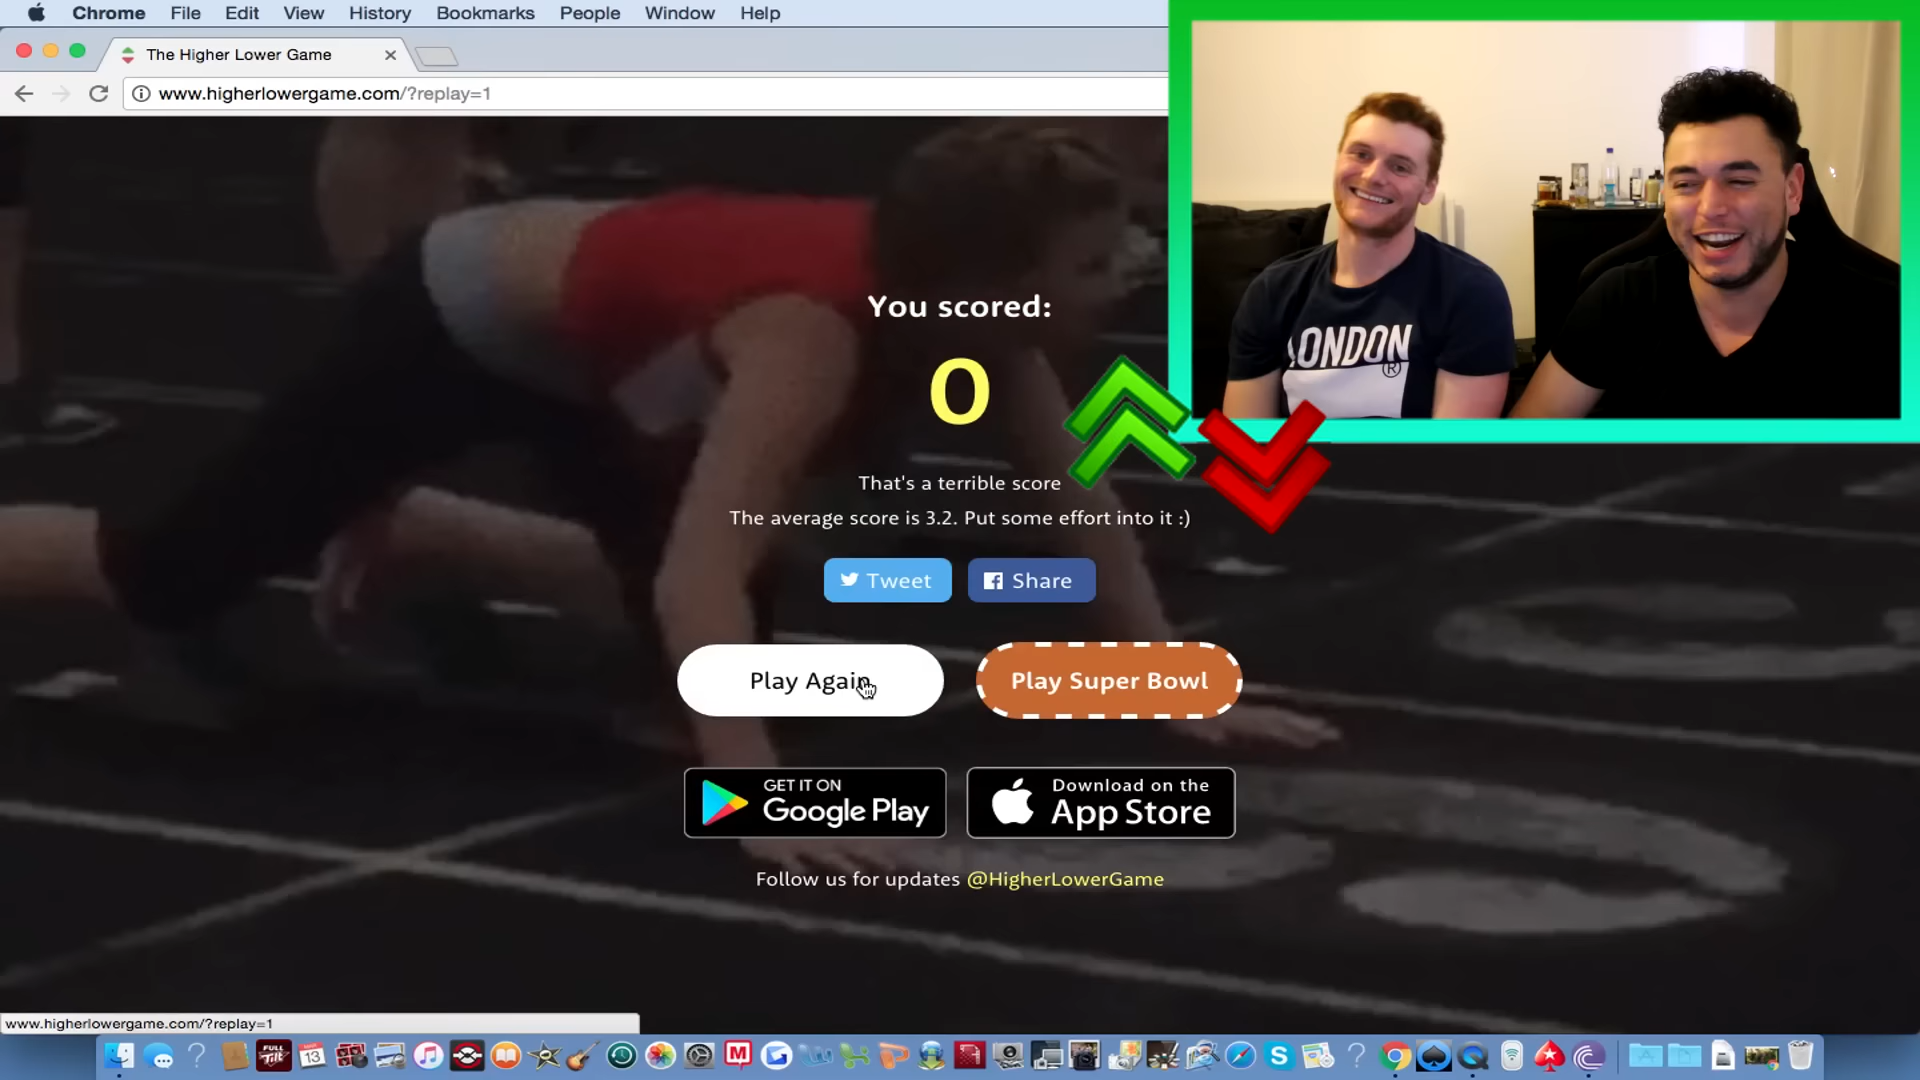 Chrome File Edit View History Bookmarks People Window Help
The Higher Lower Game
www.higherlowergame.com/?replay=1
LONDON
®
You scored:
0
That's a terrible score
The average score is 3.2. Put some effort into it :)
Tweet Share
Play Again Play Super Bowl
GET IT ON
Google Play
Download on the
App Store
Follow us for updates @HigherLowerGame
www.higherlowergame.com/?replay=1
FULL
TiLT
13